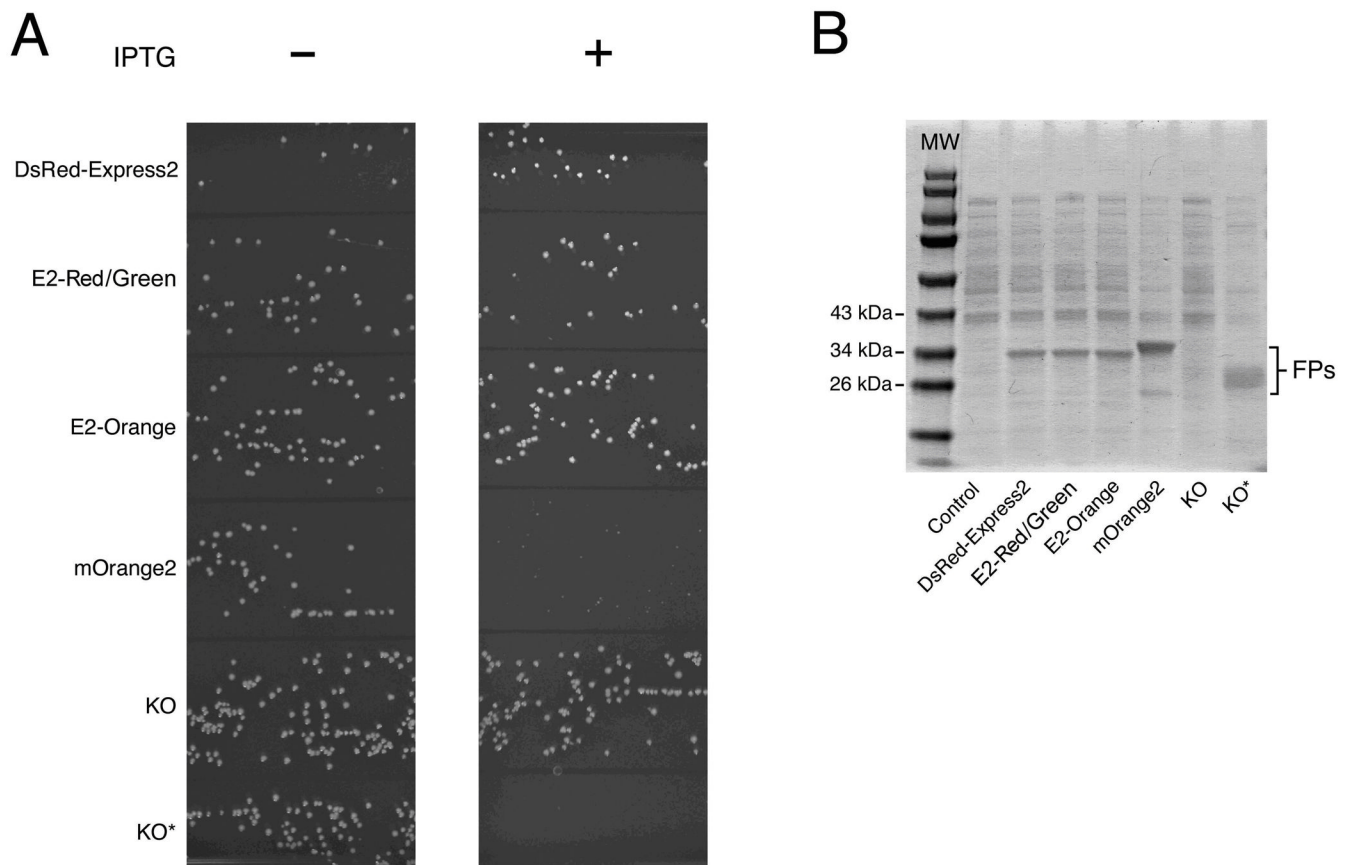 A
IPTG
–
+
DsRed-Express2
E2-Red/Green
E2-Orange
mOrange2
KO
KO*
B
MW
43 kDa
34 kDa
26 kDa
FPs
Control
DsRed-Express2
E2-Red/Green
E2-Orange
mOrange2
KO
KO*